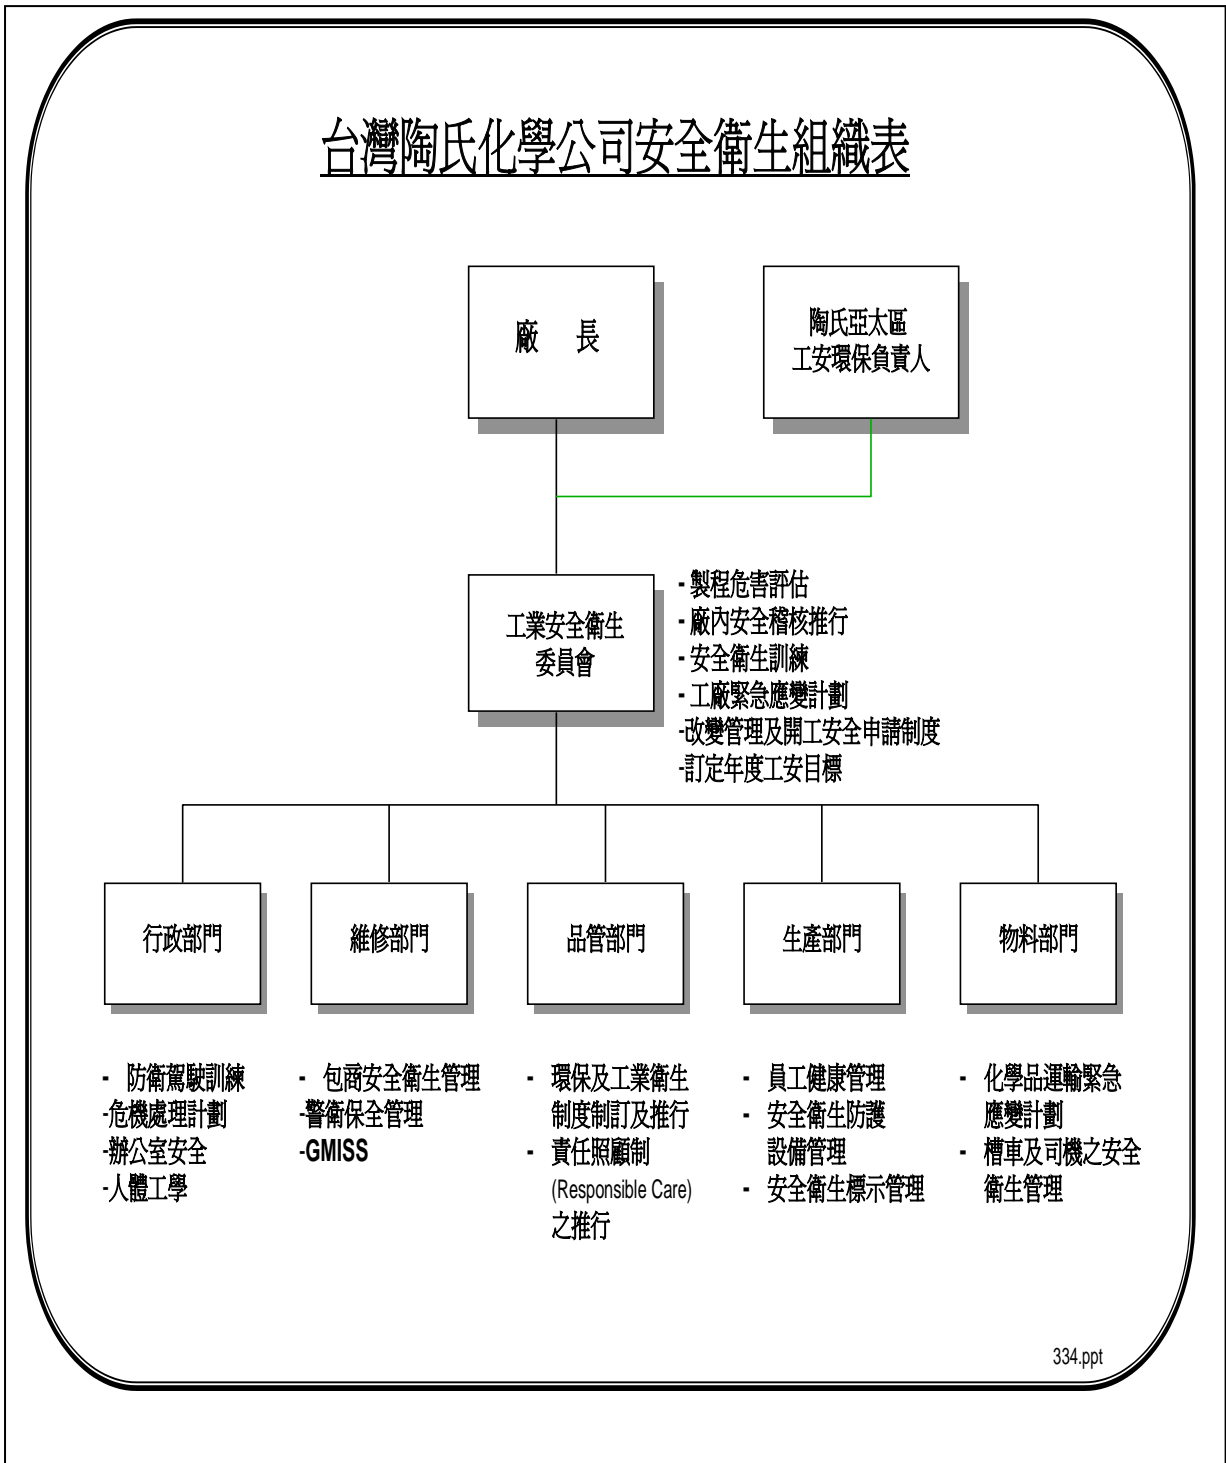 台灣陶氏化學公司安全衛生組織表
廠 長
陶氏亞太區
工安環保負責人
工業安全衛生
委員會
- 製程危害評估
- 廠內安全稽核推行
- 安全衛生訓練
- 工廠緊急應變計劃
-改變管理及開工安全申請制度
-訂定年度工安目標
行政部門
維修部門
品管部門
生產部門
物料部門
- 防衛駕駛訓練
-危機處理計劃
-辦公室安全
-人體工學
- 包商安全衛生管理
-警衛保全管理
-GMISS
- 環保及工業衛生
制度制訂及推行
- 責任照顧制
(Responsible Care)
之推行
- 員工健康管理
- 安全衛生防護
設備管理
- 安全衛生標示管理
- 化學品運輸緊急
應變計劃
- 槽車及司機之安全
衛生管理
334.ppt